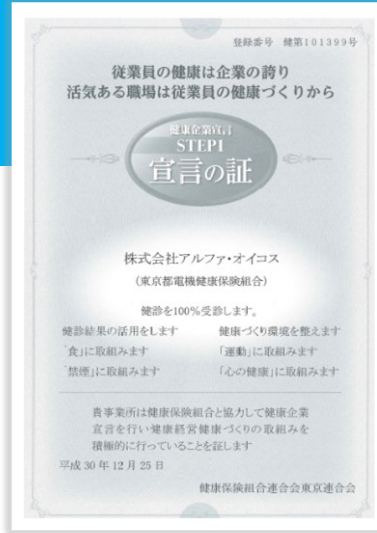 登録番号 健第101399号
従業員の健康は企業の誇り
活気ある職場は従業員の健康づくりから
健康企業宣言
STEP1
宣言の証
株式会社アルファ・オイコス
(東京都電機健康保険組合)
健診を100%受診します。
健診結果の活用をします 健康づくり環境を整えます
「食」に取組みます 「運動」に取組みます
「禁煙」に取組みます 「心の健康」に取組みます
貴事業所は健康保険組合と協力して健康企業
宣言を行い健康経営健康づくりの取組みを
積極的に行っていることを証します
平成30年12月25日
健康保険組合連合会東京連合会